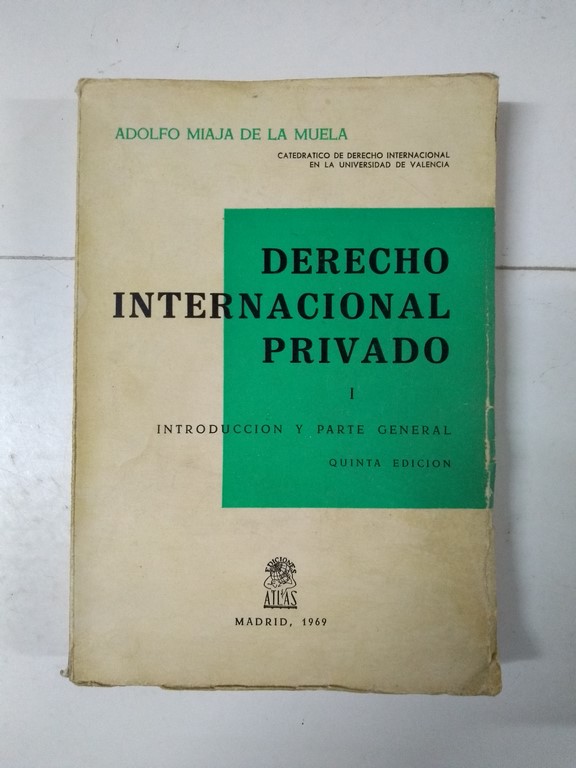 ADOLFO MIAJA DE LA MUELA
CATEDRATICO DE DERECHO INTERNACIONAL
EN LA UNIVERSIDAD DE VALENCIA
DERECHO
INTERNACIONAL
PRIVADO
I
INTRODUCCION Y PARTE GENERAL
QUINTA EDICION
EDICIONES
ATLAS
MADRID, 1969